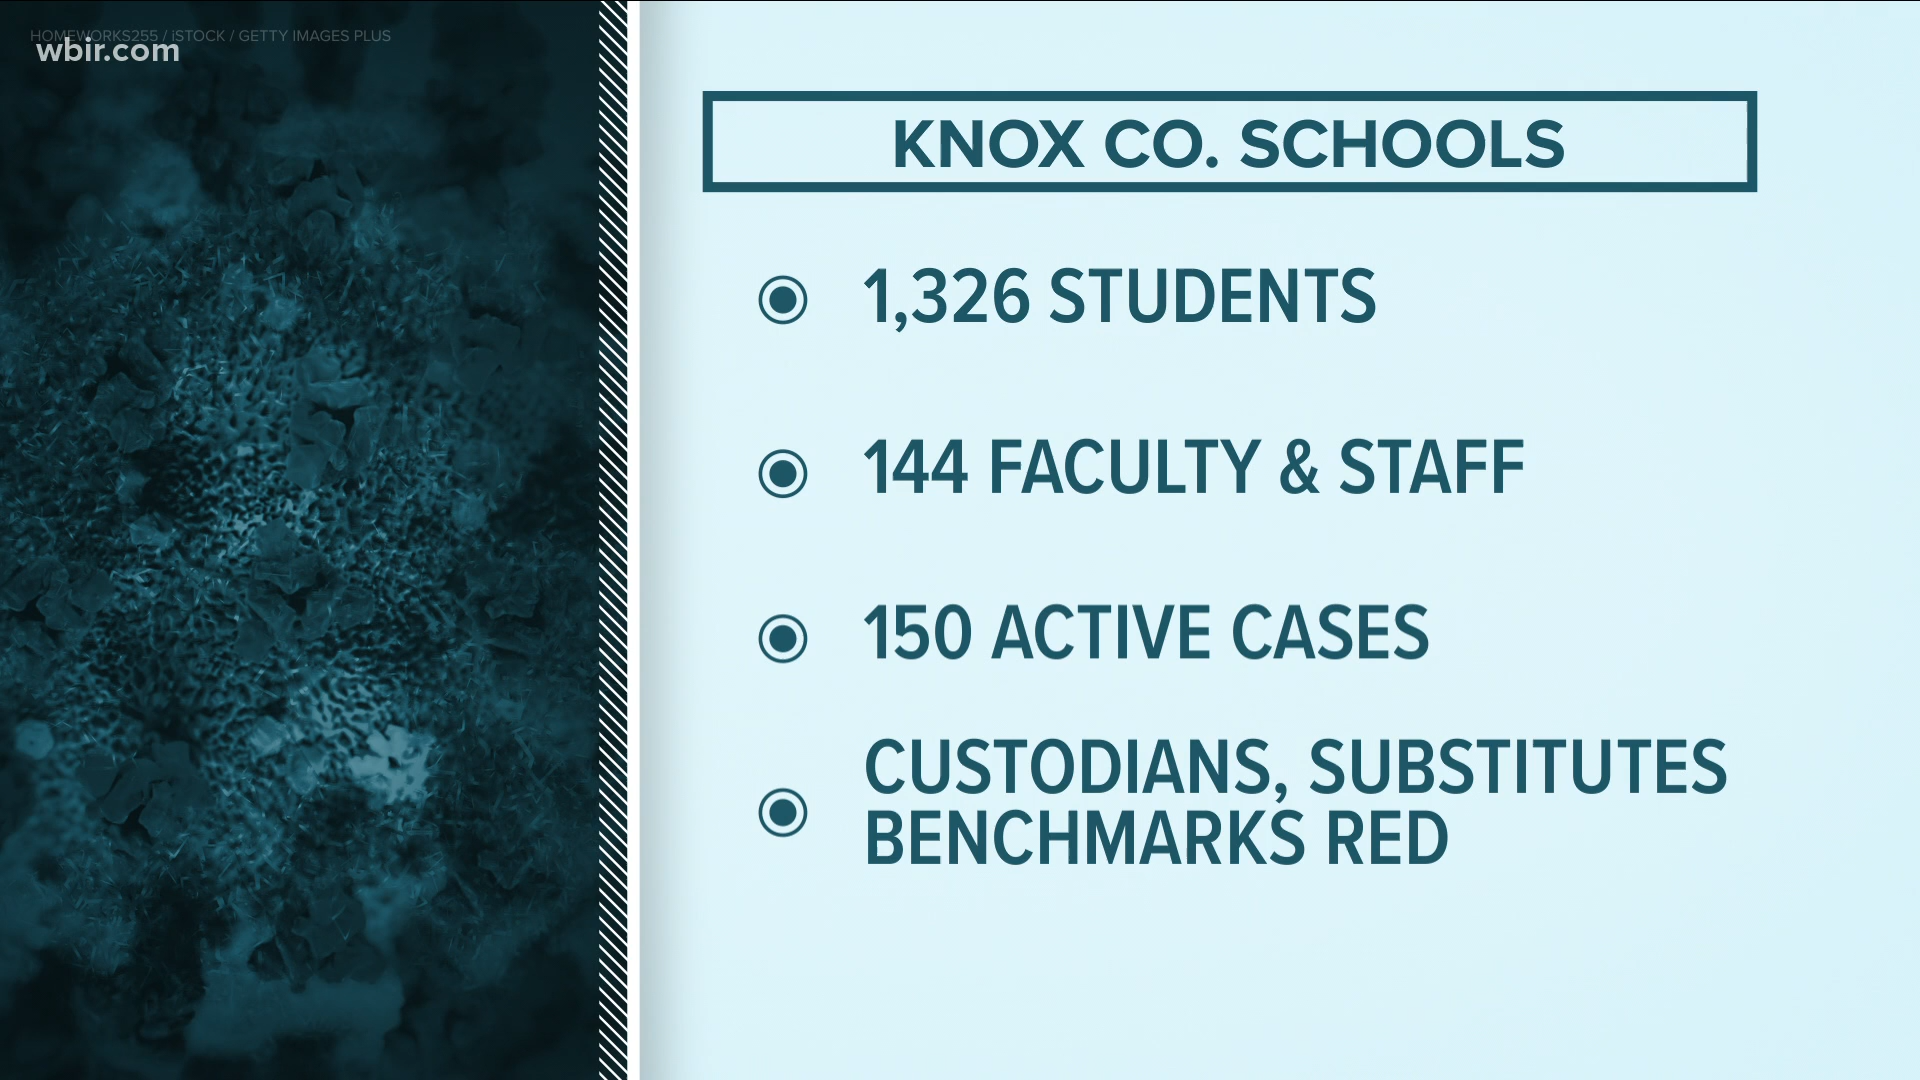 HOMEWORKS255 / iSTOCK / GETTY IMAGES PLUS
wbir.com
KNOX CO. SCHOOLS
1,326 STUDENTS
144 FACULTY & STAFF
150 ACTIVE CASES
CUSTODIANS, SUBSTITUTES
BENCHMARKS RED